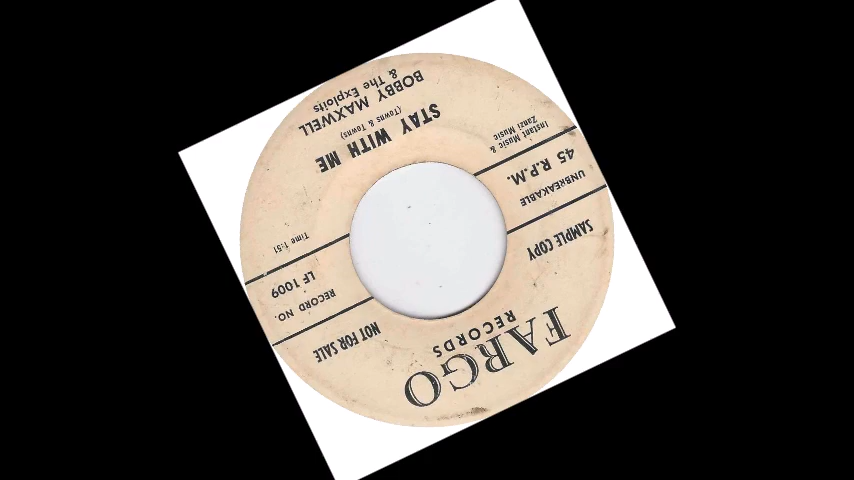 FARGO
RECORDS
SAMPLE COPY
NOT FOR SALE
UNBREAKABLE
45 R.P.M.
RECORD NO.
LF 1009
Instant Music &
Zanzi Music
Time 1:51
STAY WITH ME
(Towns & Towns)
BOBBY MAXWELL
& The Exploits